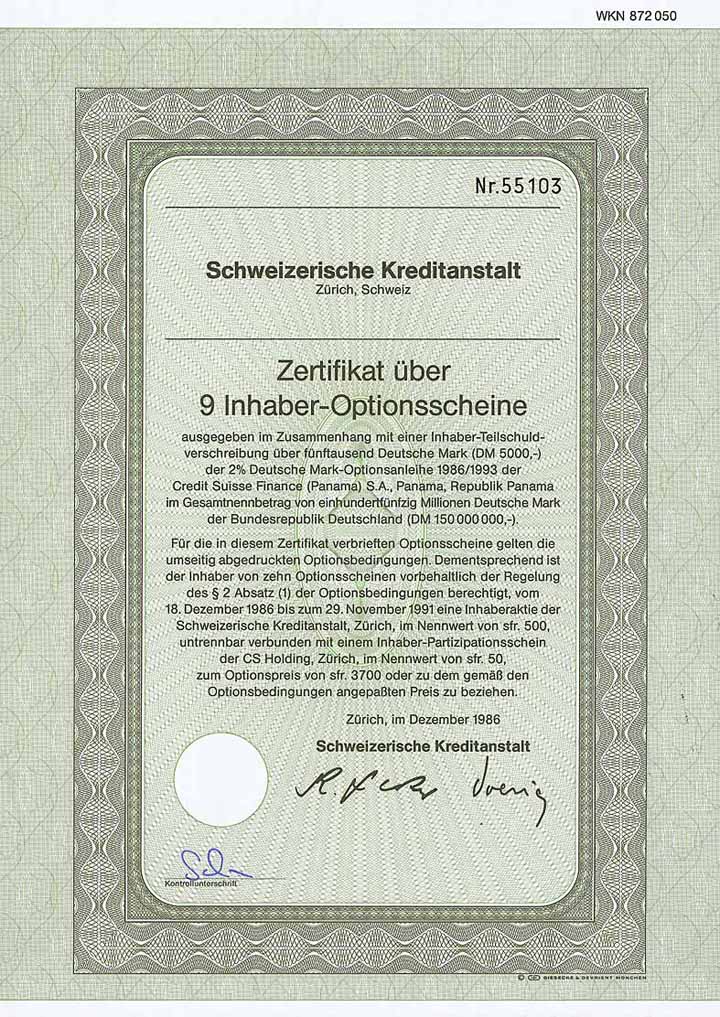 WKN 872 050
Nr. 55103
Schweizerische Kreditanstalt
Zürich, Schweiz
Zertifikat über
9 Inhaber-Optionsscheine
ausgegeben im Zusammenhang mit einer Inhaber-Teilschuld-
verschreibung über fünftausend Deutsche Mark (DM 5000,-)
der 2% Deutsche Mark-Optionsanleihe 1986/1993 der
Credit Suisse Finance (Panama) S.A., Panama, Republik Panama
im Gesamtnennbetrag von einhundertfünfzig Millionen Deutsche Mark
der Bundesrepublik Deutschland (DM 150 000 000,-).
Für die in diesem Zertifikat verbrieften Optionsscheine gelten die
umseitig abgedruckten Optionsbedingungen. Dementsprechend ist
der Inhaber von zehn Optionsscheinen vorbehaltlich der Regelung
des § 2 Absatz (1) der Optionsbedingungen berechtigt, vom
18. Dezember 1986 bis zum 29. November 1991 eine Inhaberaktie der
Schweizerische Kreditanstalt, Zürich, im Nennwert von sfr. 500,
untrennbar verbunden mit einem Inhaber-Partizipationsschein
der CS Holding, Zürich, im Nennwert von sfr. 50,
zum Optionspreis von sfr. 3700 oder zu dem gemäß den
Optionsbedingungen angepaßten Preis zu beziehen.
Zürich, im Dezember 1986
Schweizerische Kreditanstalt
Kontrollunterschrift
© GD GIESECKE & DEVRIENT MÜNCHEN